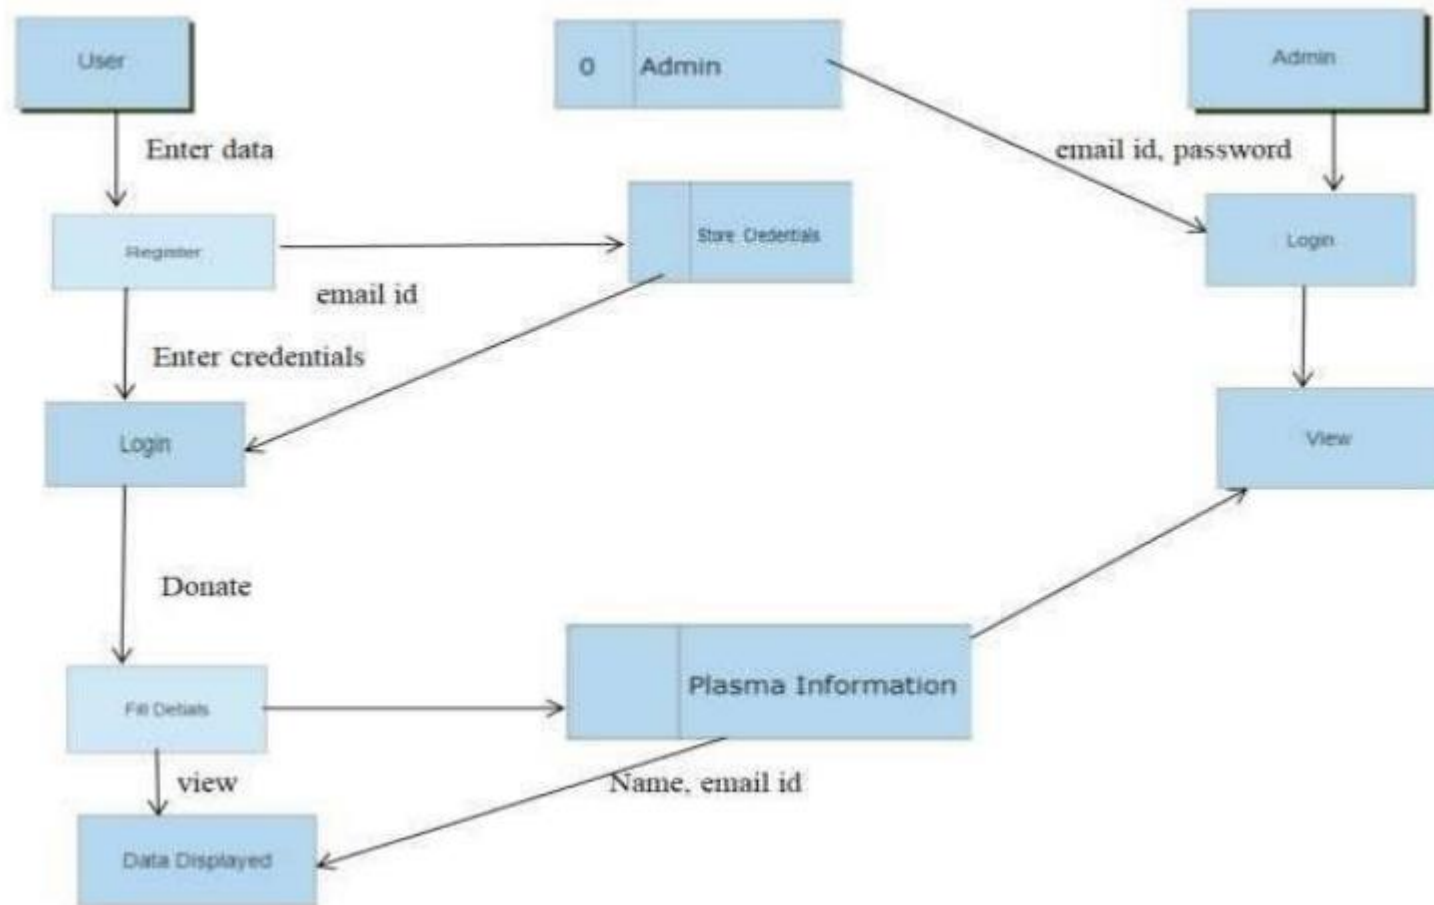 User
0 Admin
Admin
Enter data
email id, password
Register
Store Credentials
Login
email id
Enter credentials
Login
View
Donate
Fill Detials
Plasma Information
view
Name, email id
Data Displayed